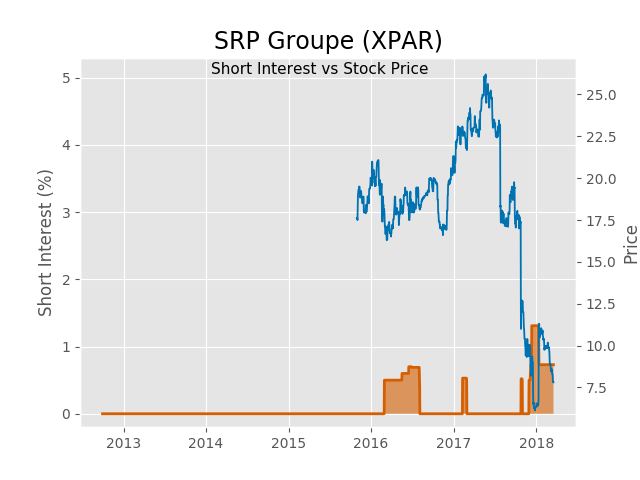 SRP Groupe (XPAR)
Short Interest vs Stock Price
Short Interest (%)
5
4
3
2
1
0
25.0
22.5
20.0
17.5
15.0
12.5
10.0
7.5
Price
2013 2014 2015 2016 2017 2018